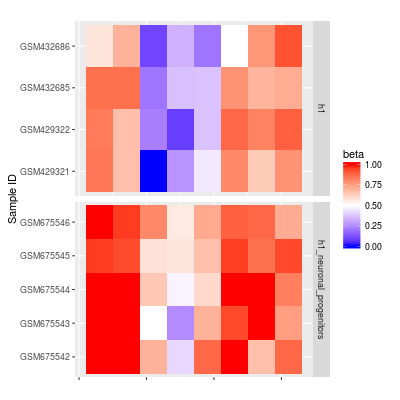 Sample ID
GSM432686
GSM432685
GSM429322
GSM429321
h1
GSM675546
GSM675545
GSM675544
GSM675543
GSM675542
h1_neuronal_progenitors
beta
1.00
0.75
0.50
0.25
0.00